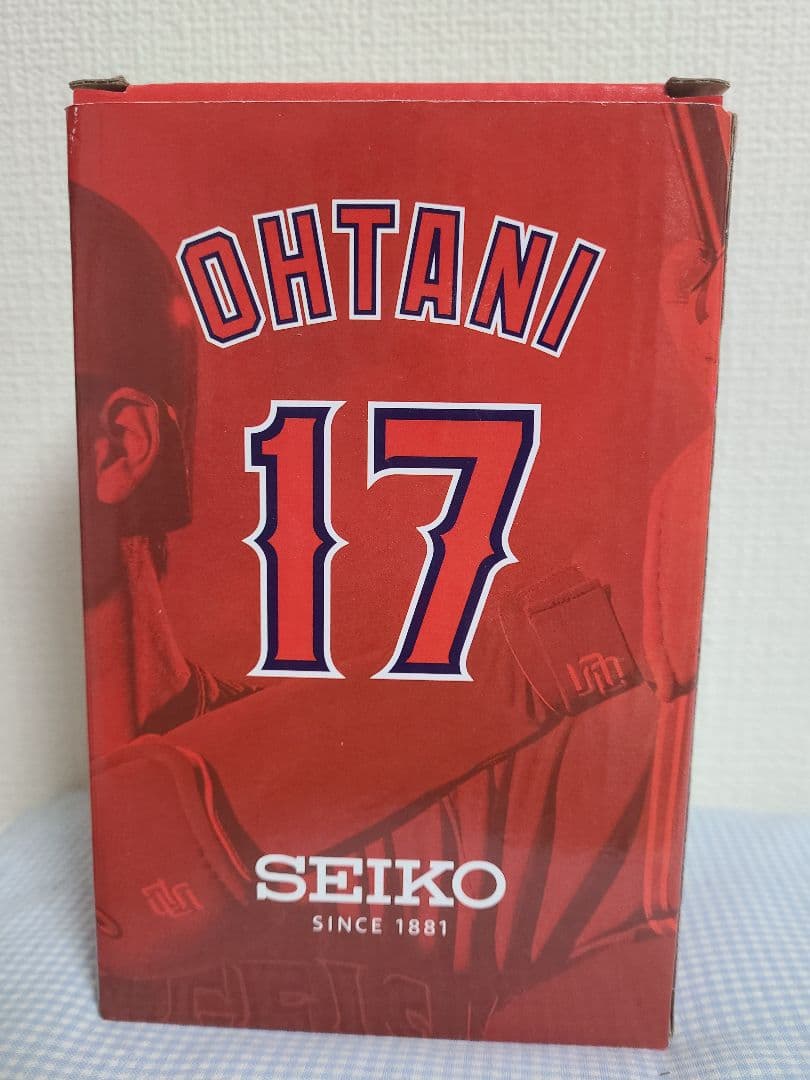 OHTANI
17
SEIKO
SINCE 1881